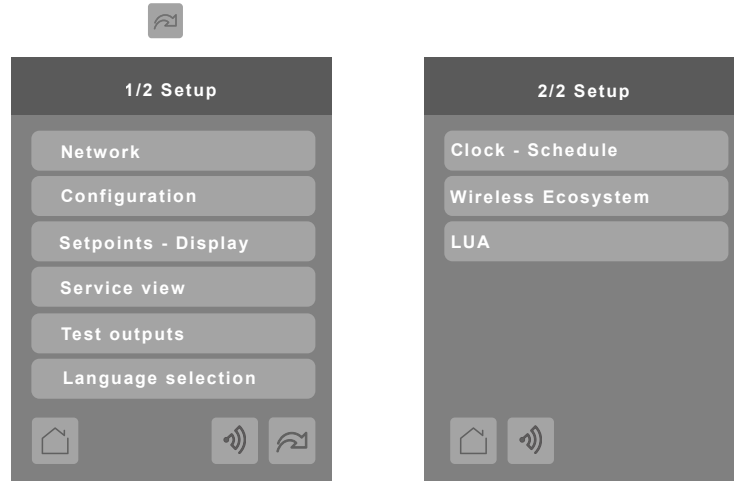 1/2 Setup
Network
Configuration
Setpoints - Display
Service view
Test outputs
Language selection
2/2 Setup
Clock - Schedule
Wireless Ecosystem
LUA